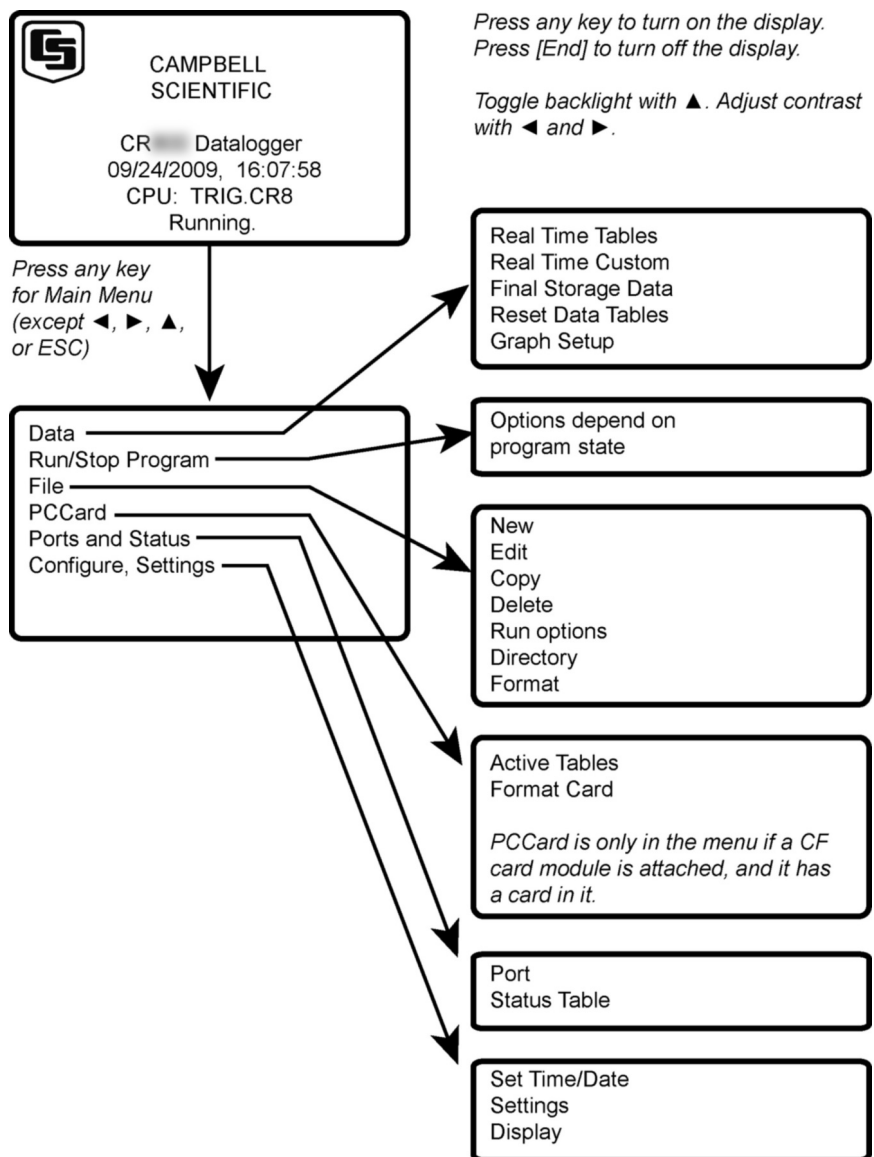 CAMPBELL
SCIENTIFIC
CR Datalogger
09/24/2009, 16:07:58
CPU: TRIG.CR8
Running.
Press any key to turn on the display.
Press [End] to turn off the display.
Toggle backlight with ▲. Adjust contrast
with ◄ and ►.
Press any key
for Main Menu
(except ◄, ►, ▲,
or ESC)
Data
Run/Stop Program
File
PCCard
Ports and Status
Configure, Settings
Real Time Tables
Real Time Custom
Final Storage Data
Reset Data Tables
Graph Setup
Options depend on
program state
New
Edit
Copy
Delete
Run options
Directory
Format
Active Tables
Format Card
PCCard is only in the menu if a CF
card module is attached, and it has
a card in it.
Port
Status Table
Set Time/Date
Settings
Display